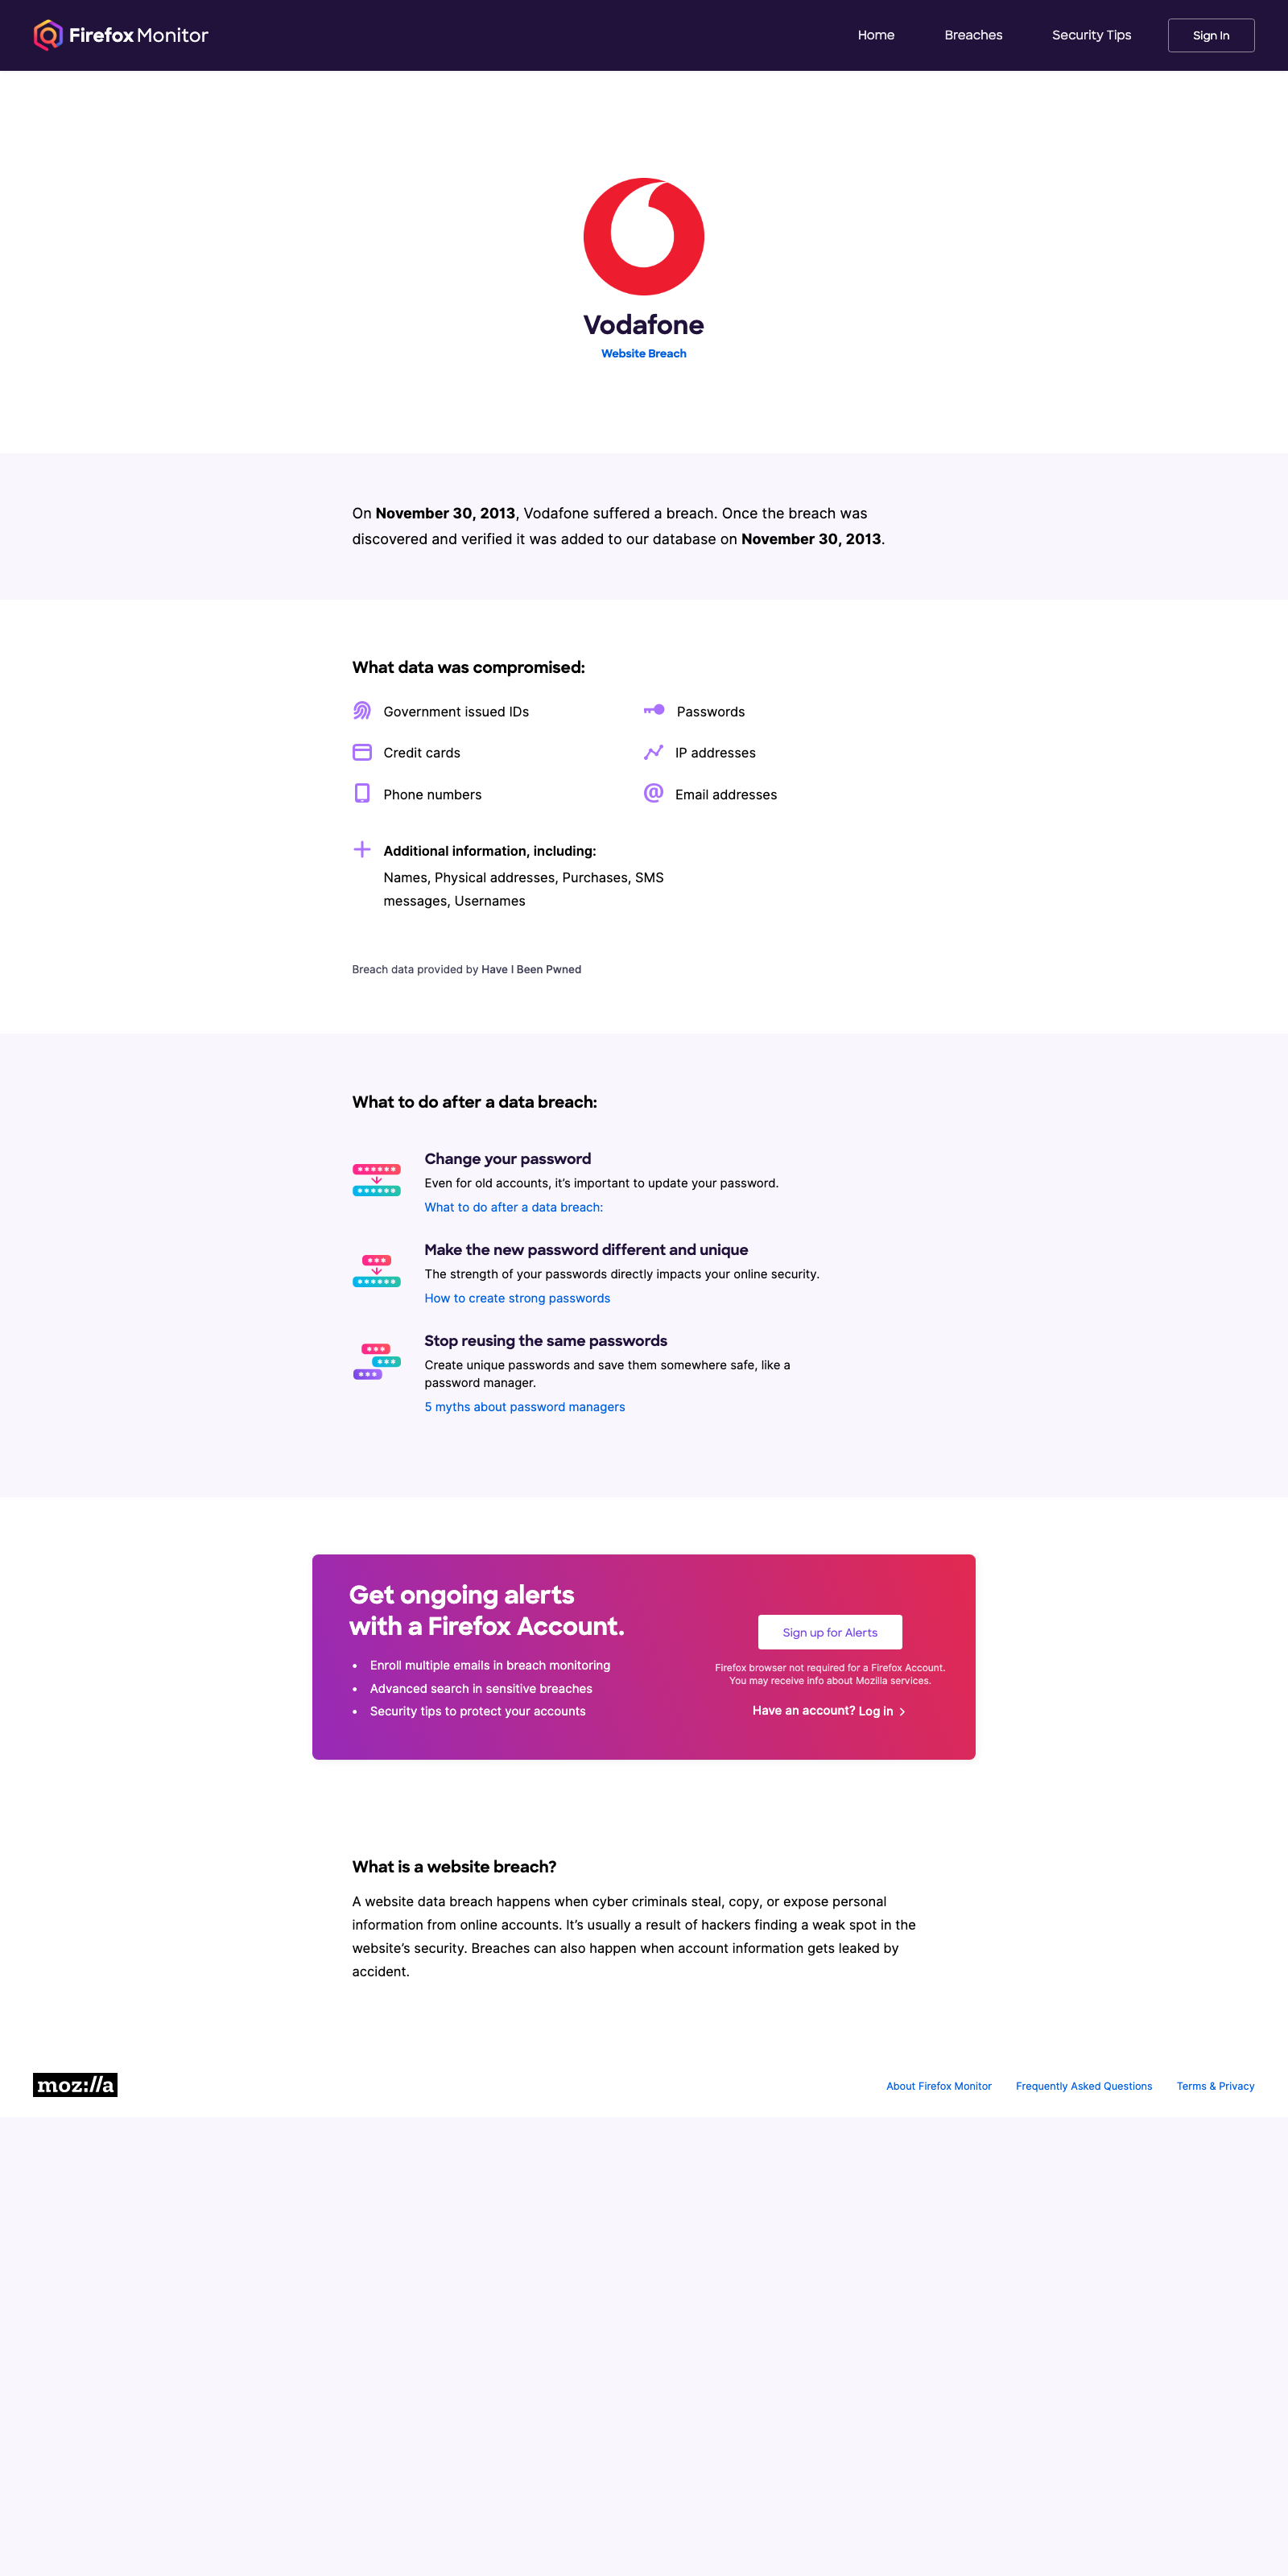 Firefox Monitor
Home
Breaches
Security Tips
Sign In
Vodafone
Website Breach
On November 30, 2013, Vodafone suffered a breach. Once the breach was
discovered and verified it was added to our database on November 30, 2013.
What data was compromised:
Government issued IDs
Passwords
Credit cards
IP addresses
Phone numbers
Email addresses
Additional information, including:
Names, Physical addresses, Purchases, SMS
messages, Usernames
Breach data provided by Have I Been Pwned
What to do after a data breach:
Change your password
Even for old accounts, it’s important to update your password.
What to do after a data breach:
Make the new password different and unique
The strength of your passwords directly impacts your online security.
How to create strong passwords
Stop reusing the same passwords
Create unique passwords and save them somewhere safe, like a
password manager.
5 myths about password managers
Get ongoing alerts
with a Firefox Account.
• Enroll multiple emails in breach monitoring
• Advanced search in sensitive breaches
• Security tips to protect your accounts
Sign up for Alerts
Firefox browser not required for a Firefox Account.
You may receive info about Mozilla services.
Have an account? Log in
What is a website breach?
A website data breach happens when cyber criminals steal, copy, or expose personal
information from online accounts. It’s usually a result of hackers finding a weak spot in the
website’s security. Breaches can also happen when account information gets leaked by
accident.
moz://a
About Firefox Monitor
Frequently Asked Questions
Terms & Privacy